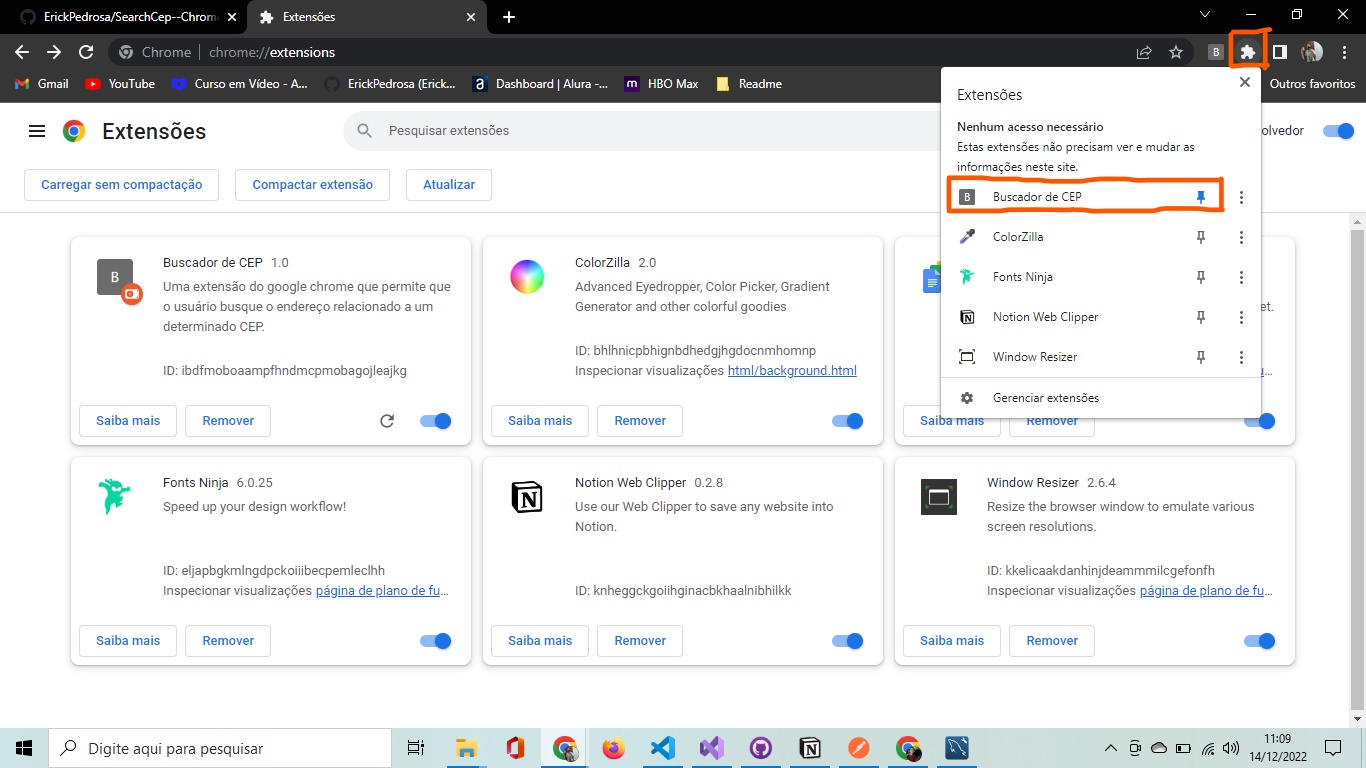 ErickPedrosa/SearchCep--Chrom
Extensões
Chrome
chrome://extensions
B
Gmail
YouTube
Curso em Vídeo - A...
ErickPedrosa (Erick...
Dashboard | Alura -...
HBO Max
Readme
Outros favoritos
Extensões
Pesquisar extensões
olvedor
Carregar sem compactação
Compactar extensão
Atualizar
Extensões
Nenhum acesso necessário
Estas extensões não precisam ver e mudar as
informações neste site.
B
Buscador de CEP
ColorZilla
Fonts Ninja
Notion Web Clipper
Window Resizer
Gerenciar extensões
B
Buscador de CEP 1.0
Uma extensão do google chrome que permite que
o usuário busque o endereço relacionado a um
determinado CEP.
ID: ibdfmoboaampfhndmcpmobagojleajkg
Saiba mais
Remover
ColorZilla 2.0
Advanced Eyedropper, Color Picker, Gradient
Generator and other colorful goodies
ID: bhlhnicpbhignbdhedgjhgdocnmhomnp
Inspecionar visualizações html/background.html
Saiba mais
Remover
et.
u...
Saiba mais
Remover
Fonts Ninja 6.0.25
Speed up your design workflow!
ID: eljapbgkmlngdpckoiiibecpemleclhh
Inspecionar visualizações página de plano de fu...
Saiba mais
Remover
Notion Web Clipper 0.2.8
Use our Web Clipper to save any website into
Notion.
ID: knheggckgoiihginacbkhaalnibhilkk
Saiba mais
Remover
Window Resizer 2.6.4
Resize the browser window to emulate various
screen resolutions.
ID: kkelicaakdanhinjdeammmilcgefonfh
Inspecionar visualizações página de plano de fu...
Saiba mais
Remover
Digite aqui para pesquisar
11:09
14/12/2022